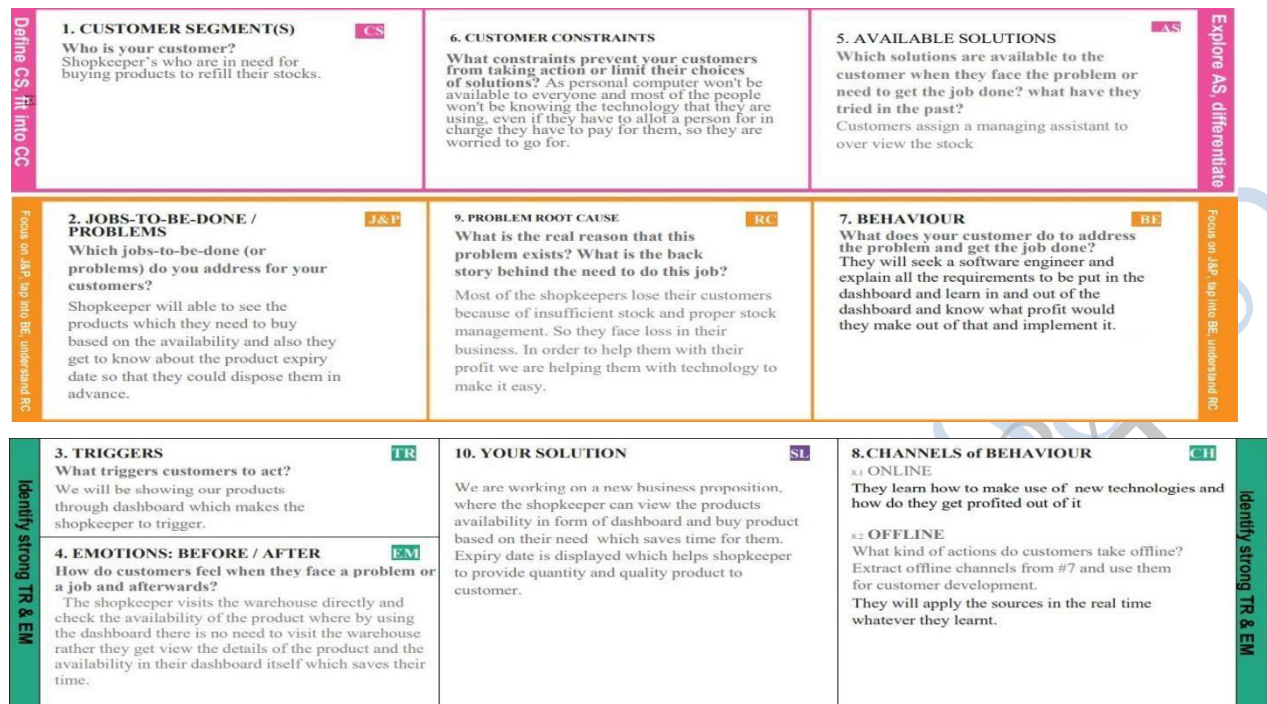 Define CS, fit into CC
1. CUSTOMER SEGMENT(S)
CS
Who is your customer?
Shopkeeper's who are in need for
buying products to refill their stocks.
6. CUSTOMER CONSTRAINTS
What constraints prevent your customers
from taking action or limit their choices
of solutions? As personal computer won't be
available to everyone and most of the people
won't be knowing the technology that they are
using, even if they have to allot a person for in
charge they have to pay for them, so they are
worried to go for.
5. AVAILABLE SOLUTIONS
AS
Which solutions are available to the
customer when they face the problem or
need to get the job done? what have they
tried in the past?
Customers assign a managing assistant to
over view the stock
Explore AS, differentiate
Focus on J&P, tap into BE, understand RC
2. JOBS-TO-BE-DONE /
PROBLEMS
J&P
Which jobs-to-be-done (or
problems) do you address for your
customers?
Shopkeeper will able to see the
products which they need to buy
based on the availability and also they
get to know about the product expiry
date so that they could dispose them in
advance.
9. PROBLEM ROOT CAUSE
RC
What is the real reason that this
problem exists? What is the back
story behind the need to do this job?
Most of the shopkeepers lose their customers
because of insufficient stock and proper stock
management. So they face loss in their
business. In order to help them with their
profit we are helping them with technology to
make it easy.
7. BEHAVIOUR
BE
What does your customer do to address
the problem and get the job done?
They will seek a software engineer and
explain all the requirements to be put in the
dashboard and learn in and out of the
dashboard and know what profit would
they make out of that and implement it.
Focus on J&P, tap into BE, understand RC
Identify strong TR & EM
3. TRIGGERS
TR
What triggers customers to act?
We will be showing our products
through dashboard which makes the
shopkeeper to trigger.
4. EMOTIONS: BEFORE / AFTER
EM
How do customers feel when they face a problem or
a job and afterwards?
The shopkeeper visits the warehouse directly and
check the availability of the product where by using
the dashboard there is no need to visit the warehouse
rather they get view the details of the product and the
availability in their dashboard itself which saves their
time.
10. YOUR SOLUTION
SL
We are working on a new business proposition,
where the shopkeeper can view the products
availability in form of dashboard and buy product
based on their need which saves time for them.
Expiry date is displayed which helps shopkeeper
to provide quantity and quality product to
customer.
8.CHANNELS of BEHAVIOUR
CH
8.1 ONLINE
They learn how to make use of new technologies and
how do they get profited out of it
8.2 OFFLINE
What kind of actions do customers take offline?
Extract offline channels from #7 and use them
for customer development.
They will apply the sources in the real time
whatever they learnt.
Identify strong TR & EM